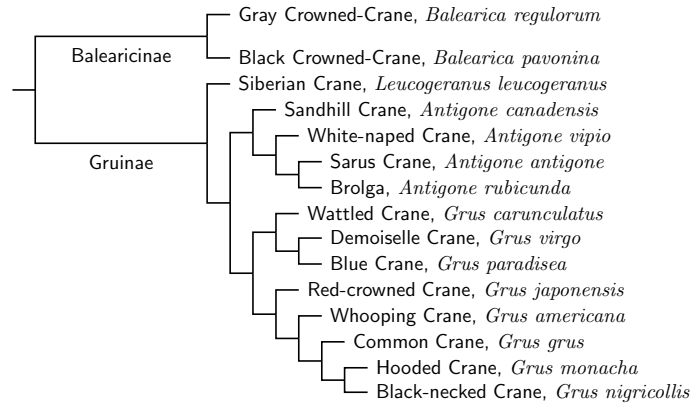 Gray Crowned-Crane, Balearica regulorum
Balearicinae
Black Crowned-Crane, Balearica pavonina
Siberian Crane, Leucogeranus leucogeranus
Sandhill Crane, Antigone canadensis
White-naped Crane, Antigone vipio
Gruinae
Sarus Crane, Antigone antigone
Brolga, Antigone rubicunda
Wattled Crane, Grus carunculatus
Demoiselle Crane, Grus virgo
Blue Crane, Grus paradisea
Red-crowned Crane, Grus japonensis
Whooping Crane, Grus americana
Common Crane, Grus grus
Hooded Crane, Grus monacha
Black-necked Crane, Grus nigricollis